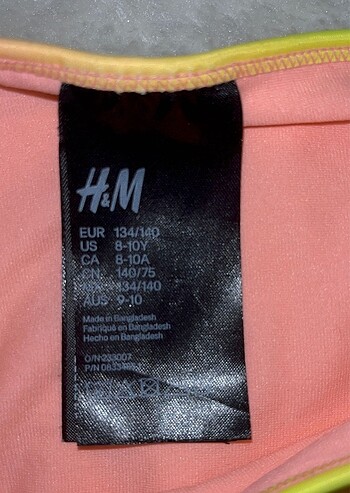 H&M
EUR 134/140
US 8-10Y
CA 8-10A
CN 140/75
134/140
AUS 9-10
Made in Bangladesh
Fabriqué en Bangladesh
Hecho en Bangladesh
O/N 233007
P/N